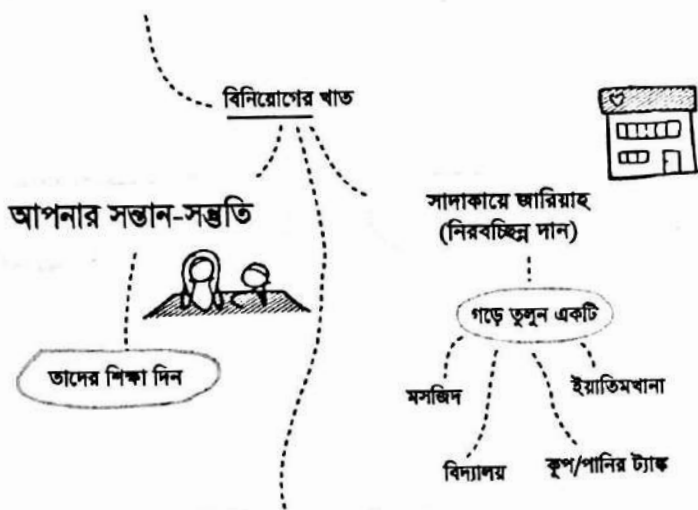 বিনিয়োগের খাত
আপনার সন্তান-সন্ততি
তাদের শিক্ষা দিন
সাদাকায়ে জারিয়াহ
(নিরবচ্ছিন্ন দান)
গড়ে তুলুন একটি
মসজিদ
ইয়াতিমখানা
বিদ্যালয়
কূপ/পানির ট্যাঙ্ক